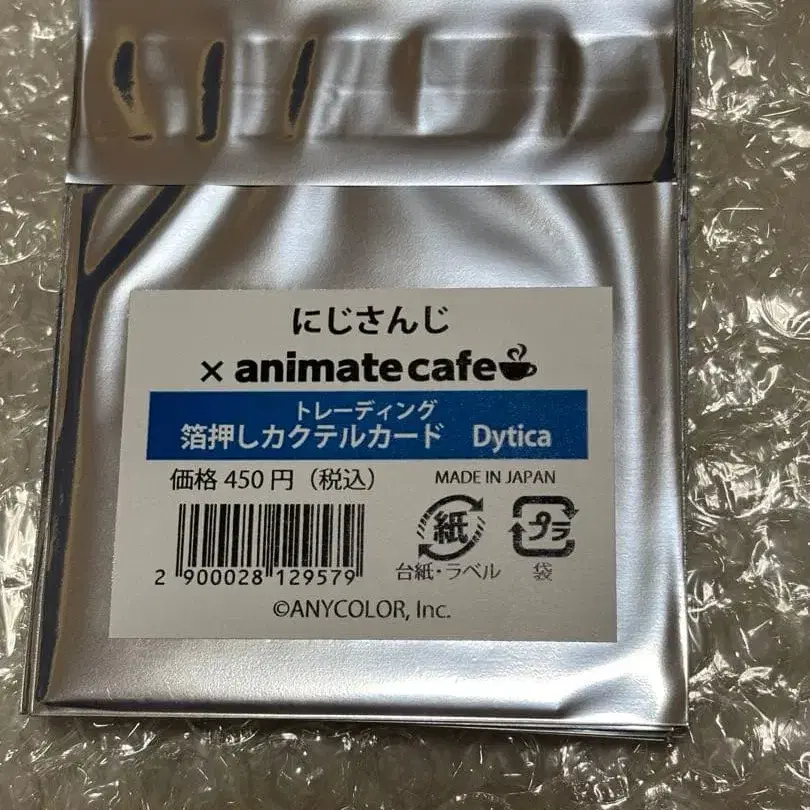 にじさんじ
× animatecafe
トレーディング
箔押しカクテルカード Dytica
価格 450 円（税込）
MADE IN JAPAN
紙
プラ
台紙・ラベル
袋
2 900028 129579
©ANYCOLOR, Inc.